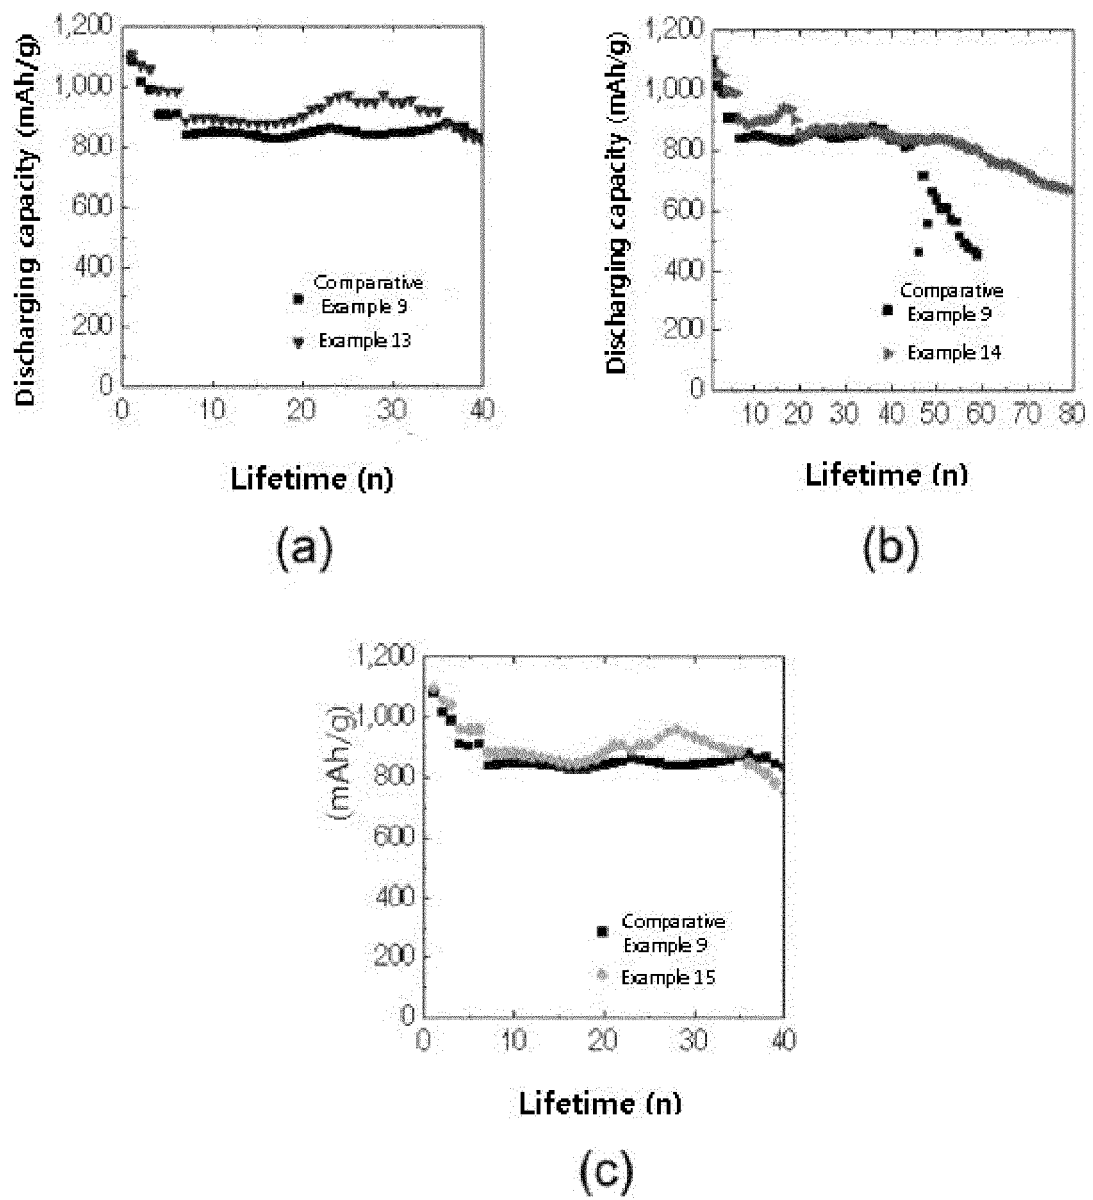 Discharging capacity (mAh/g)
1,200
1,000
800
600
400
200
0
Comparative
Example 9
Example 13
0 10 20 30 40
Lifetime (n)
(a)
Discharging capacity (mAh/g)
1,200
1,000
800
600
400
200
0
Comparative
Example 9
Example 14
10 20 30 40 50 60 70 80
Lifetime (n)
(b)
(mAh/g)
1,200
1,000
800
600
400
200
0
Comparative
Example 9
Example 15
0 10 20 30 40
Lifetime (n)
(c)